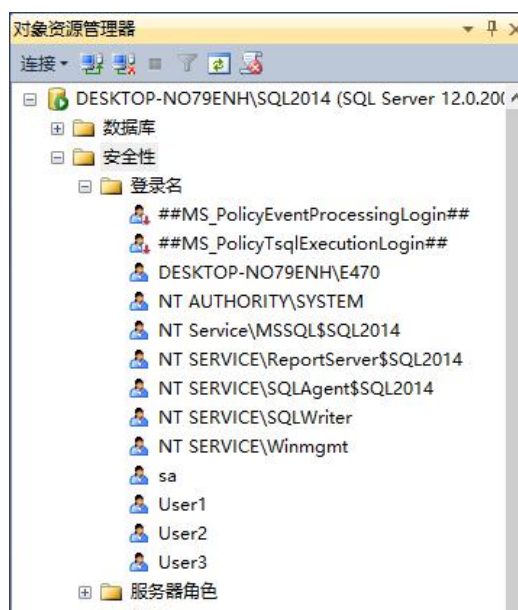 对象资源管理器
连接
DESKTOP-NO79ENH\SQL2014 (SQL Server 12.0.200
数据库
安全性
登录名
##MS_PolicyEventProcessingLogin##
##MS_PolicyTsqlExecutionLogin##
DESKTOP-NO79ENH\E470
NT AUTHORITY\SYSTEM
NT Service\MSSQL$SQL2014
NT SERVICE\ReportServer$SQL2014
NT SERVICE\SQLAgent$SQL2014
NT SERVICE\SQLWriter
NT SERVICE\Winmgmt
sa
User1
User2
User3
服务器角色